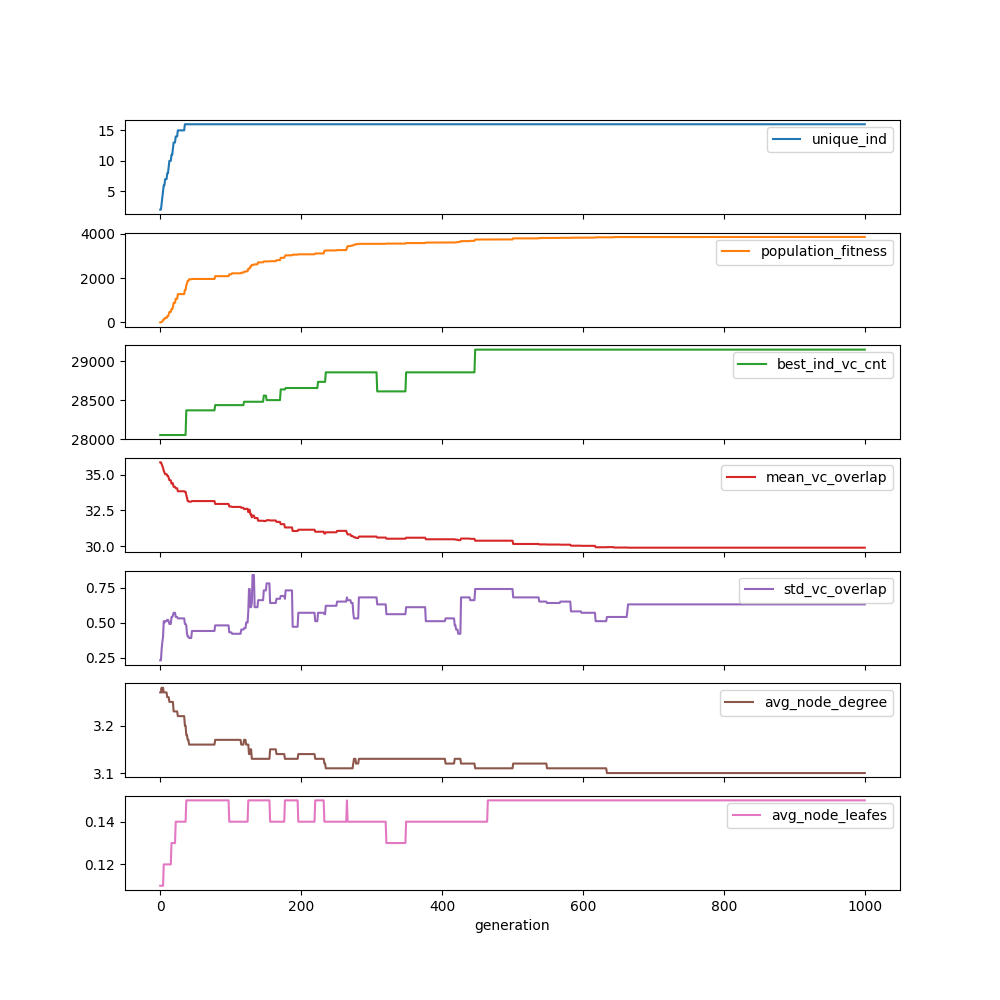 15
10
5
unique_ind
4000
2000
0
population_fitness
29000
28500
28000
best_ind_vc_cnt
35.0
32.5
30.0
mean_vc_overlap
0.75
0.50
0.25
std_vc_overlap
3.2
3.1
avg_node_degree
0.14
0.12
avg_node_leafes
0 200 400 600 800 1000
generation